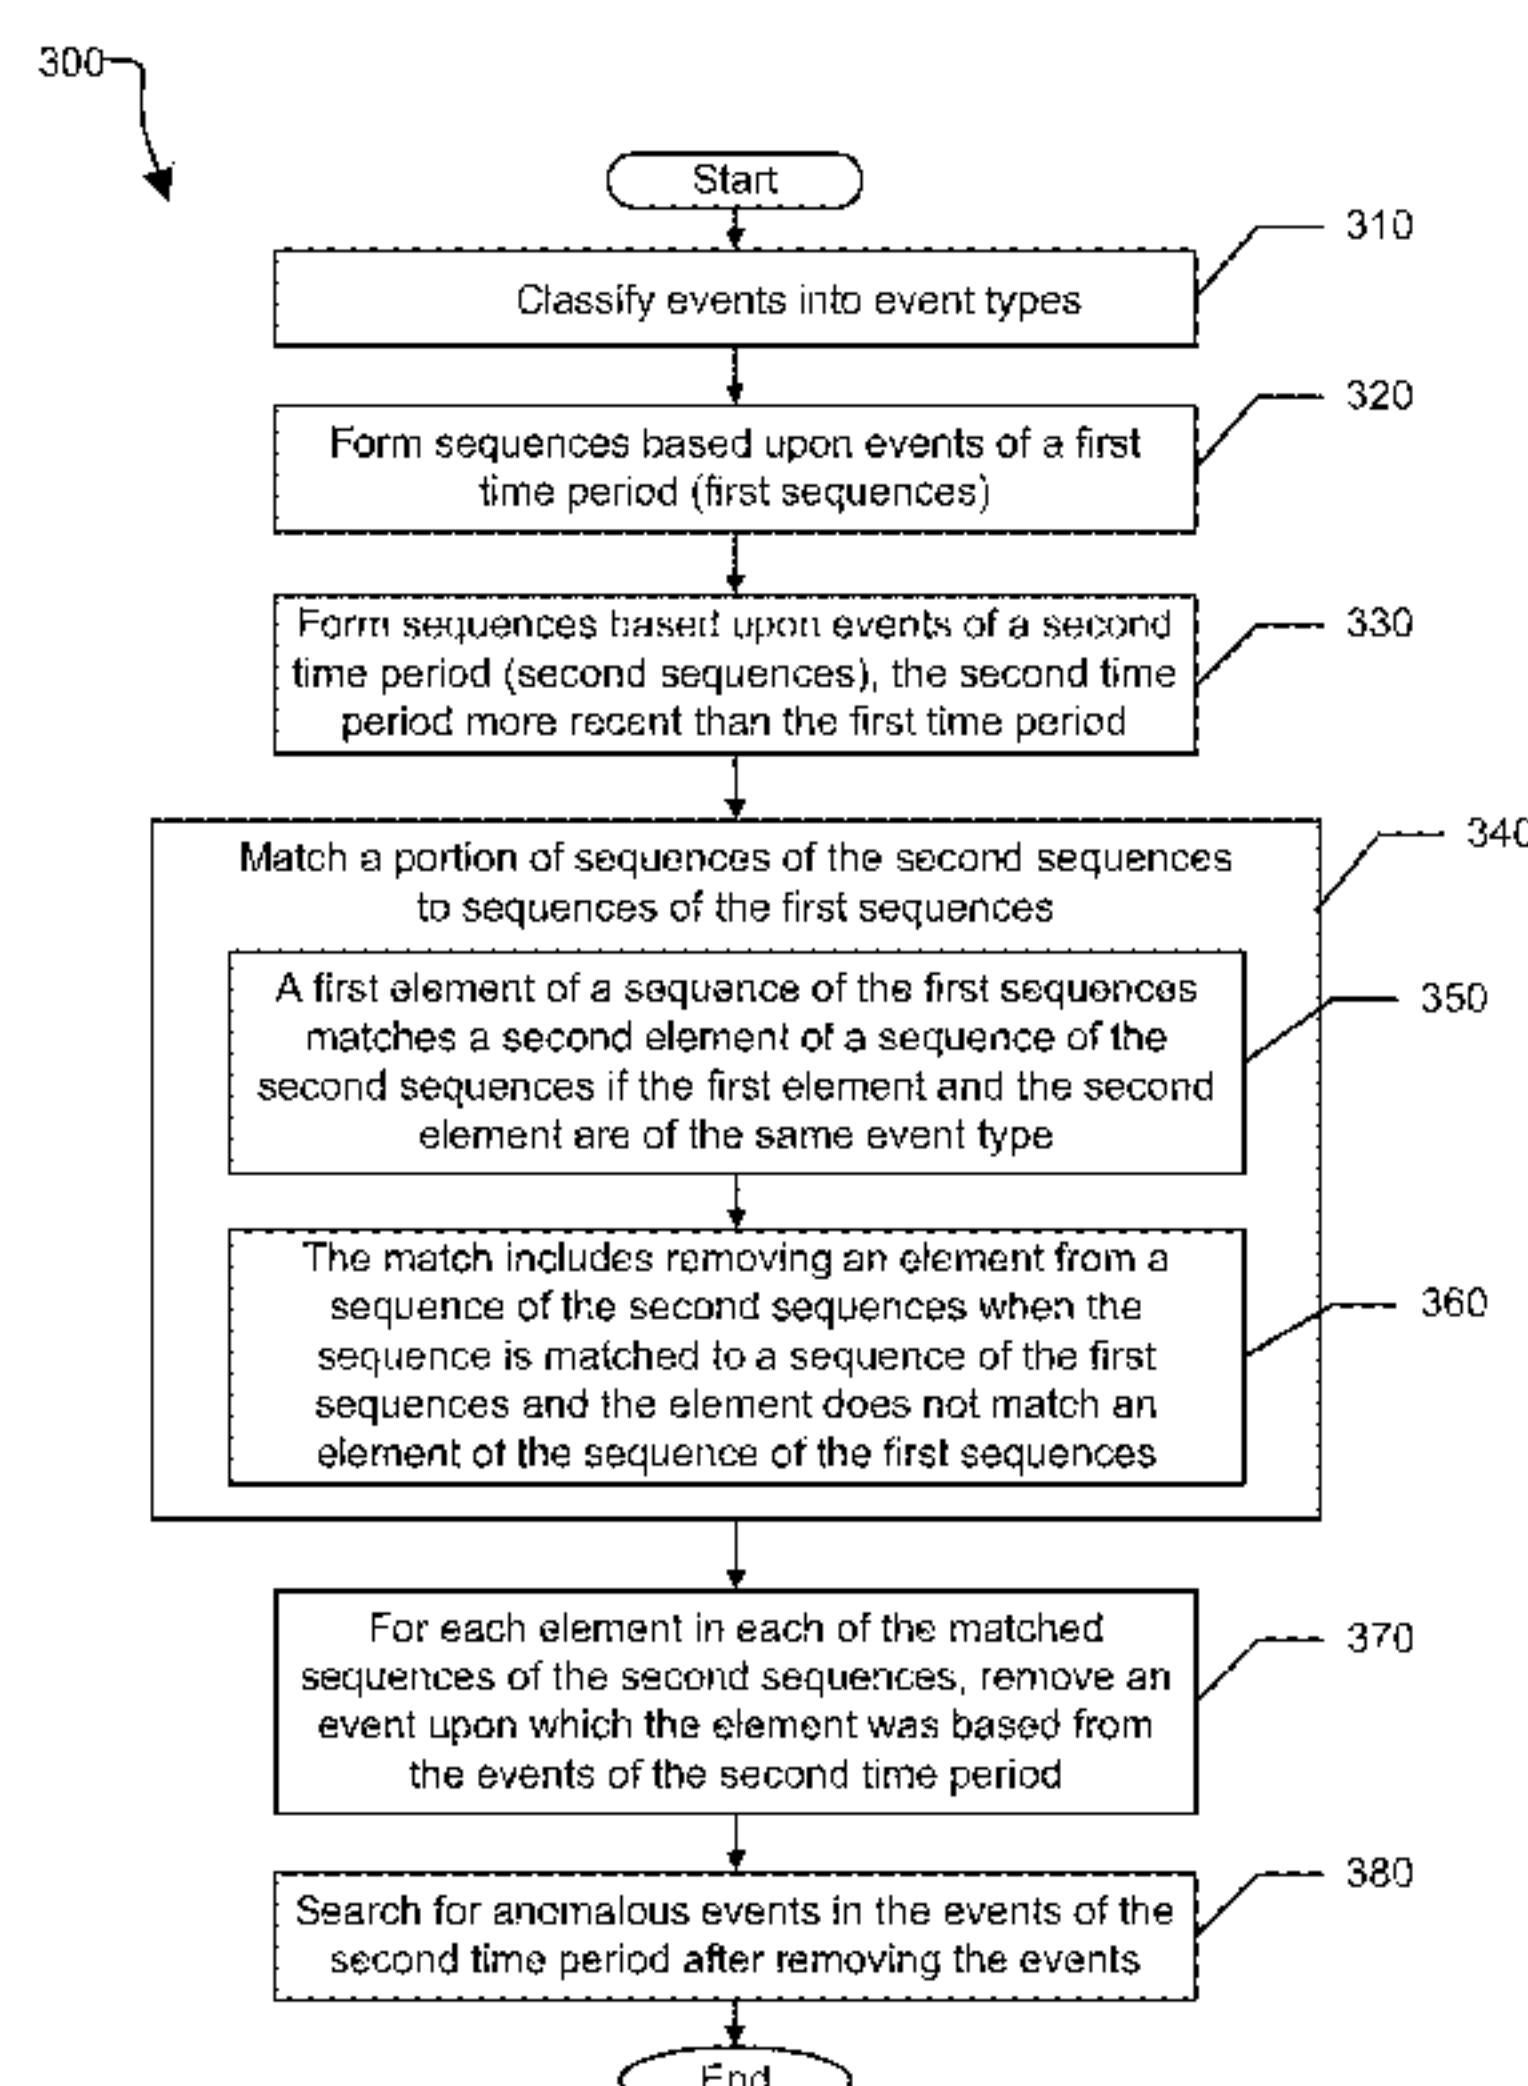 300
Start
310
Classify events into event types
320
Form sequences based upon events of a first
time period (first sequences)
330
Form sequences based upon events of a second
time period (second sequences), the second time
period more recent than the first time period
340
Match a portion of sequences of the second sequences
to sequences of the first sequences
350
A first element of a sequence of the first sequences
matches a second element of a sequence of the
second sequences if the first element and the second
element are of the same event type
360
The match includes removing an element from a
sequence of the second sequences when the
sequence is matched to a sequence of the first
sequences and the element does not match an
element of the sequence of the first sequences
370
For each element in each of the matched
sequences of the second sequences, remove an
event upon which the element was based from
the events of the second time period
380
Search for anomalous events in the events of the
second time period after removing the events
End